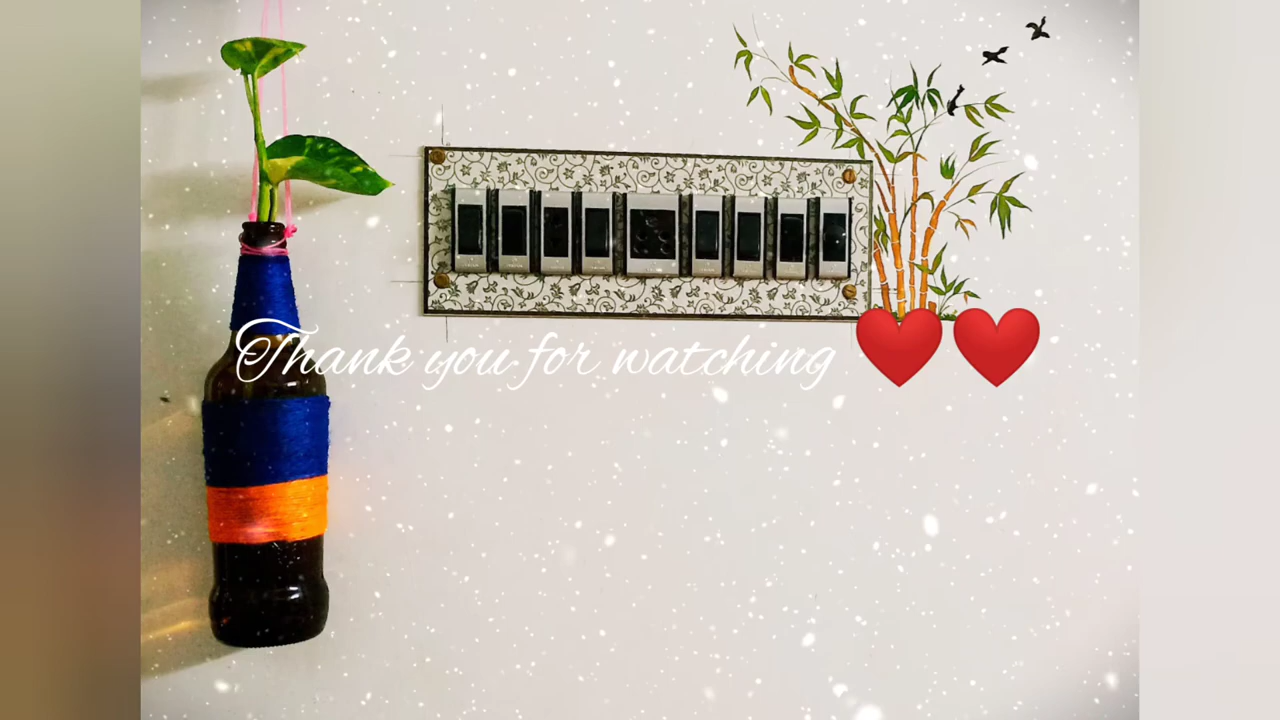 Thank you for watching ❤️❤️